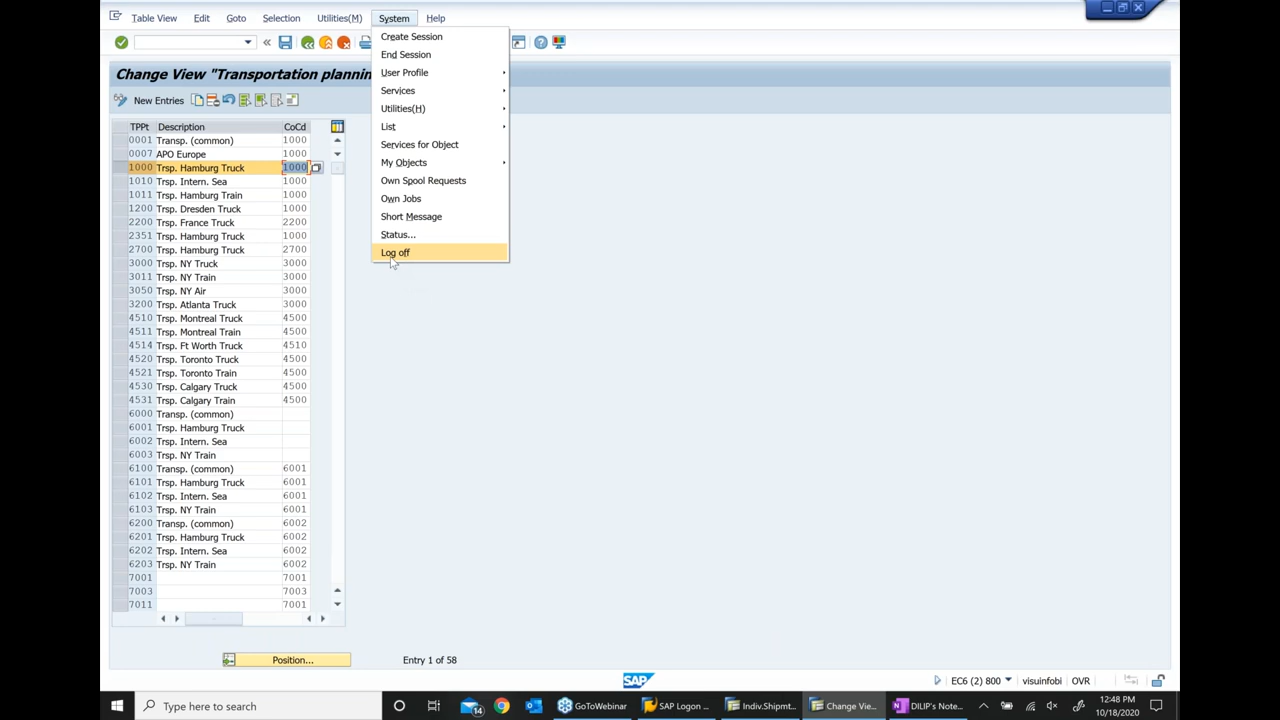 Table View Edit Goto Selection Utilities(M) System Help
Create Session
End Session
User Profile
Services
Utilities(H)
List
Services for Object
My Objects
Own Spool Requests
Own Jobs
Short Message
Status...
Log off
Change View "Transportation plannin
New Entries
TPPt Description CoCd
0001 Transp. (common) 1000
0007 APO Europe 1000
1000 Trsp. Hamburg Truck 1000
1010 Trsp. Intern. Sea 1000
1011 Trsp. Hamburg Train 1000
1200 Trsp. Dresden Truck 1000
2200 Trsp. France Truck 2200
2351 Trsp. Hamburg Truck 1000
2700 Trsp. Hamburg Truck 2700
3000 Trsp. NY Truck 3000
3011 Trsp. NY Train 3000
3050 Trsp. NY Air 3000
3200 Trsp. Atlanta Truck 3000
4510 Trsp. Montreal Truck 4500
4511 Trsp. Montreal Train 4500
4514 Trsp. Ft Worth Truck 4510
4520 Trsp. Toronto Truck 4500
4521 Trsp. Toronto Train 4500
4530 Trsp. Calgary Truck 4500
4531 Trsp. Calgary Train 4500
6000 Transp. (common)
6001 Trsp. Hamburg Truck
6002 Trsp. Intern. Sea
6003 Trsp. NY Train
6100 Transp. (common) 6001
6101 Trsp. Hamburg Truck 6001
6102 Trsp. Intern. Sea 6001
6103 Trsp. NY Train 6001
6200 Transp. (common) 6002
6201 Trsp. Hamburg Truck 6002
6202 Trsp. Intern. Sea 6002
6203 Trsp. NY Train 6002
7001 7001
7003 7003
7011 7001
Position... Entry 1 of 58
SAP EC6 (2) 800 visuinfobi OVR
Type here to search 14 GoToWebinar SAP Logon ... Indiv.Shipmt... Change Vie... DILIP's Note... 12:48 PM
10/18/2020